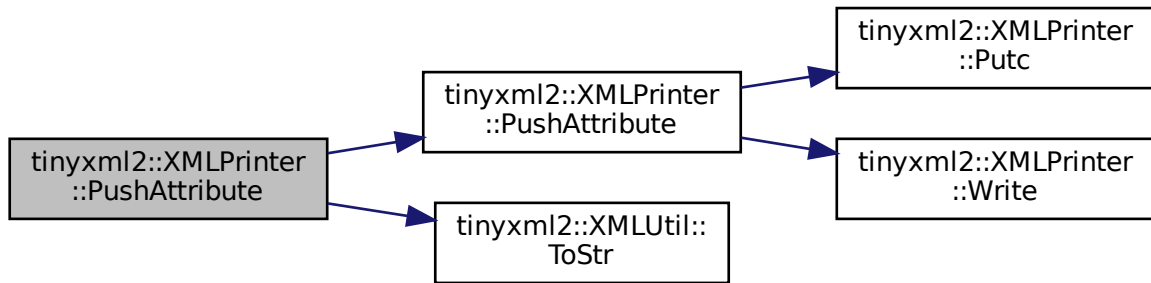 tinyxml2::XMLPrinter
::PushAttribute
tinyxml2::XMLPrinter
::PushAttribute
tinyxml2::XMLUtil::
ToStr
tinyxml2::XMLPrinter
::Putc
tinyxml2::XMLPrinter
::Write